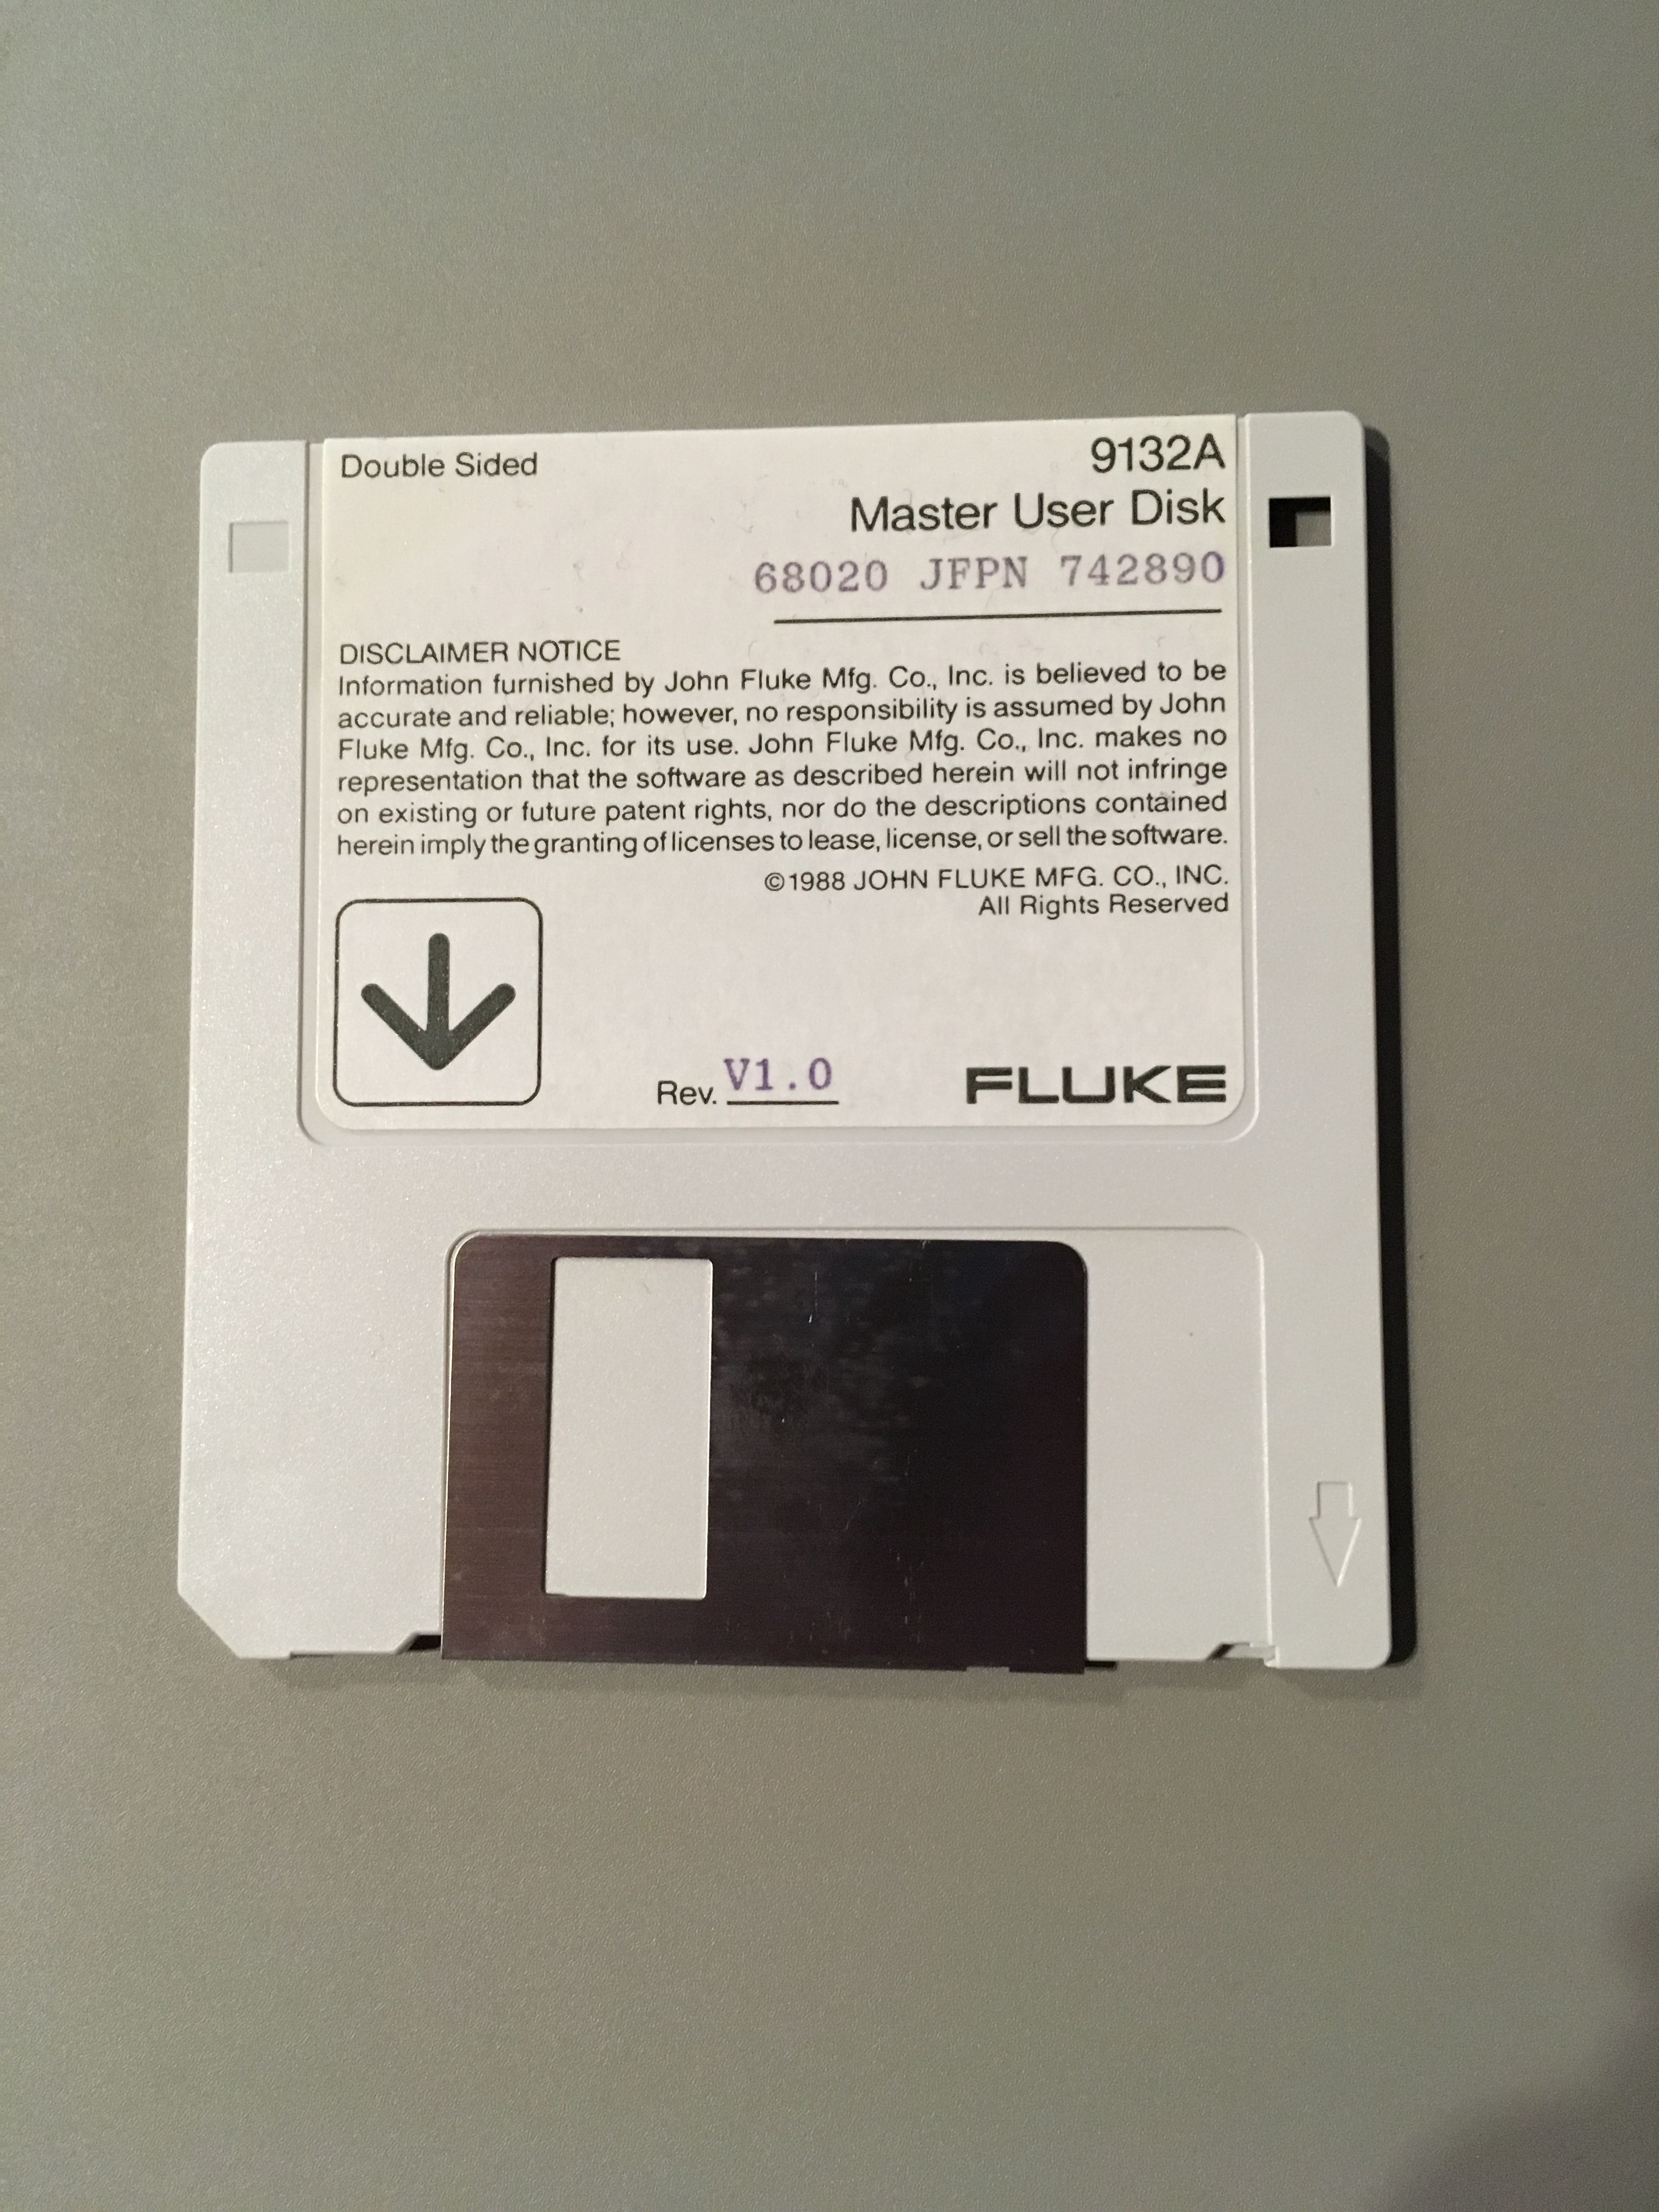 Double Sided
9132A
Master User Disk
68020 JFPN 742890
DISCLAIMER NOTICE
Information furnished by John Fluke Mfg. Co., Inc. is believed to be
accurate and reliable; however, no responsibility is assumed by John
Fluke Mfg. Co., Inc. for its use. John Fluke Mfg. Co., Inc. makes no
representation that the software as described herein will not infringe
on existing or future patent rights, nor do the descriptions contained
herein imply the granting of licenses to lease, license, or sell the software.
©1988 JOHN FLUKE MFG. CO., INC.
All Rights Reserved
Rev. V1.0
FLUKE